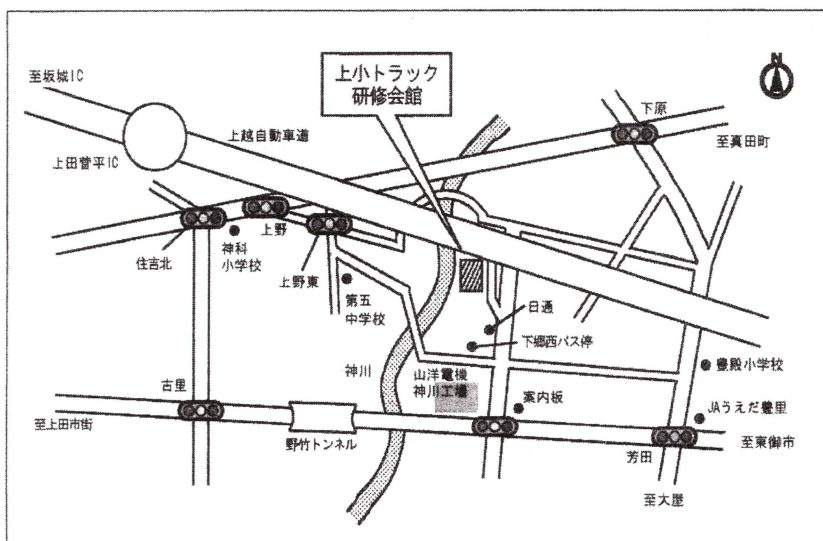 上小トラック
研修会館
N
至坂城IC
下原
上越自動車道
至真田町
上田菅平IC
上野
住吉北
神科
小学校
上野東
第五
中学校
日通
下郷西バス停
神川
山洋電機
神川工場
豊殿小学校
古里
案内板
JAうえだ豊里
至上田市街
野竹トンネル
芳田
至東御市
至大屋